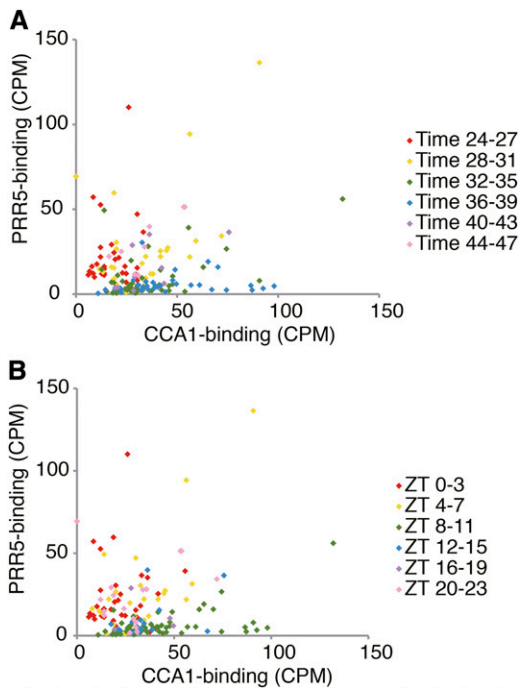 A
150
100
50
0
0
50
100
150
PRR5-binding (CPM)
CCA1-binding (CPM)
Time 24-27
Time 28-31
Time 32-35
Time 36-39
Time 40-43
Time 44-47
B
150
100
50
0
0
50
100
150
PRR5-binding (CPM)
CCA1-binding (CPM)
ZT 0-3
ZT 4-7
ZT 8-11
ZT 12-15
ZT 16-19
ZT 20-23